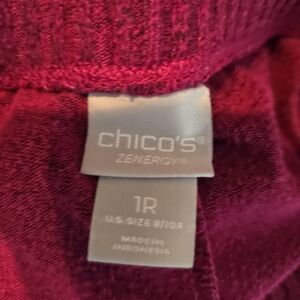 chico's®
ZENERGY®
1R
U.S. SIZE 8/10R
MADE IN
INDONESIA